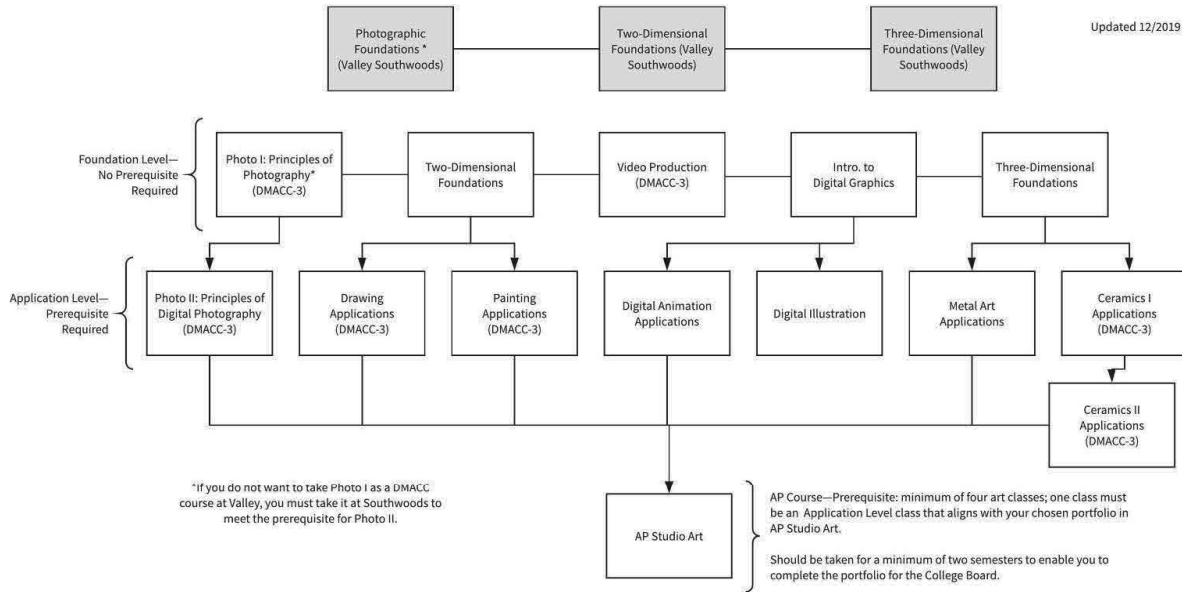 Updated 12/2019
Photographic
Foundations *
(Valley Southwoods)
Two-Dimensional
Foundations (Valley
Southwoods)
Three-Dimensional
Foundations (Valley
Southwoods)
Foundation Level—
No Prerequisite
Required
Photo I: Principles of
Photography*
(DMACC-3)
Two-Dimensional
Foundations
Video Production
(DMACC-3)
Intro. to
Digital Graphics
Three-Dimensional
Foundations
Application Level—
Prerequisite
Required
Photo II: Principles of
Digital Photography
(DMACC-3)
Drawing
Applications
(DMACC-3)
Painting
Applications
(DMACC-3)
Digital Animation
Applications
Digital Illustration
Metal Art
Applications
Ceramics I
Applications
(DMACC-3)
Ceramics II
Applications
(DMACC-3)
*If you do not want to take Photo I as a DMACC
course at Valley, you must take it at Southwoods to
meet the prerequisite for Photo II.
AP Studio Art
AP Course—Prerequisite: minimum of four art classes; one class must
be an Application Level class that aligns with your chosen portfolio in
AP Studio Art.
Should be taken for a minimum of two semesters to enable you to
complete the portfolio for the College Board.